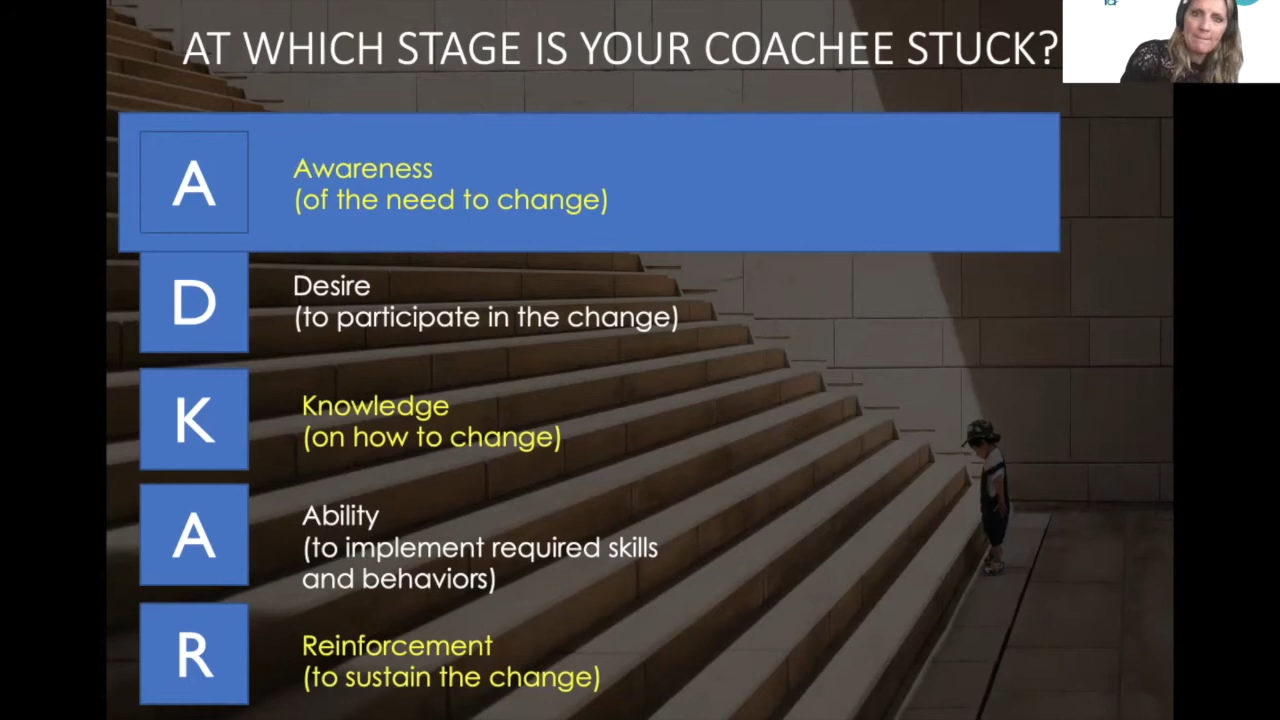 AT WHICH STAGE IS YOUR COACHEE STUCK?
A
Awareness
(of the need to change)
D
Desire
(to participate in the change)
K
Knowledge
(on how to change)
A
Ability
(to implement required skills
and behaviors)
R
Reinforcement
(to sustain the change)